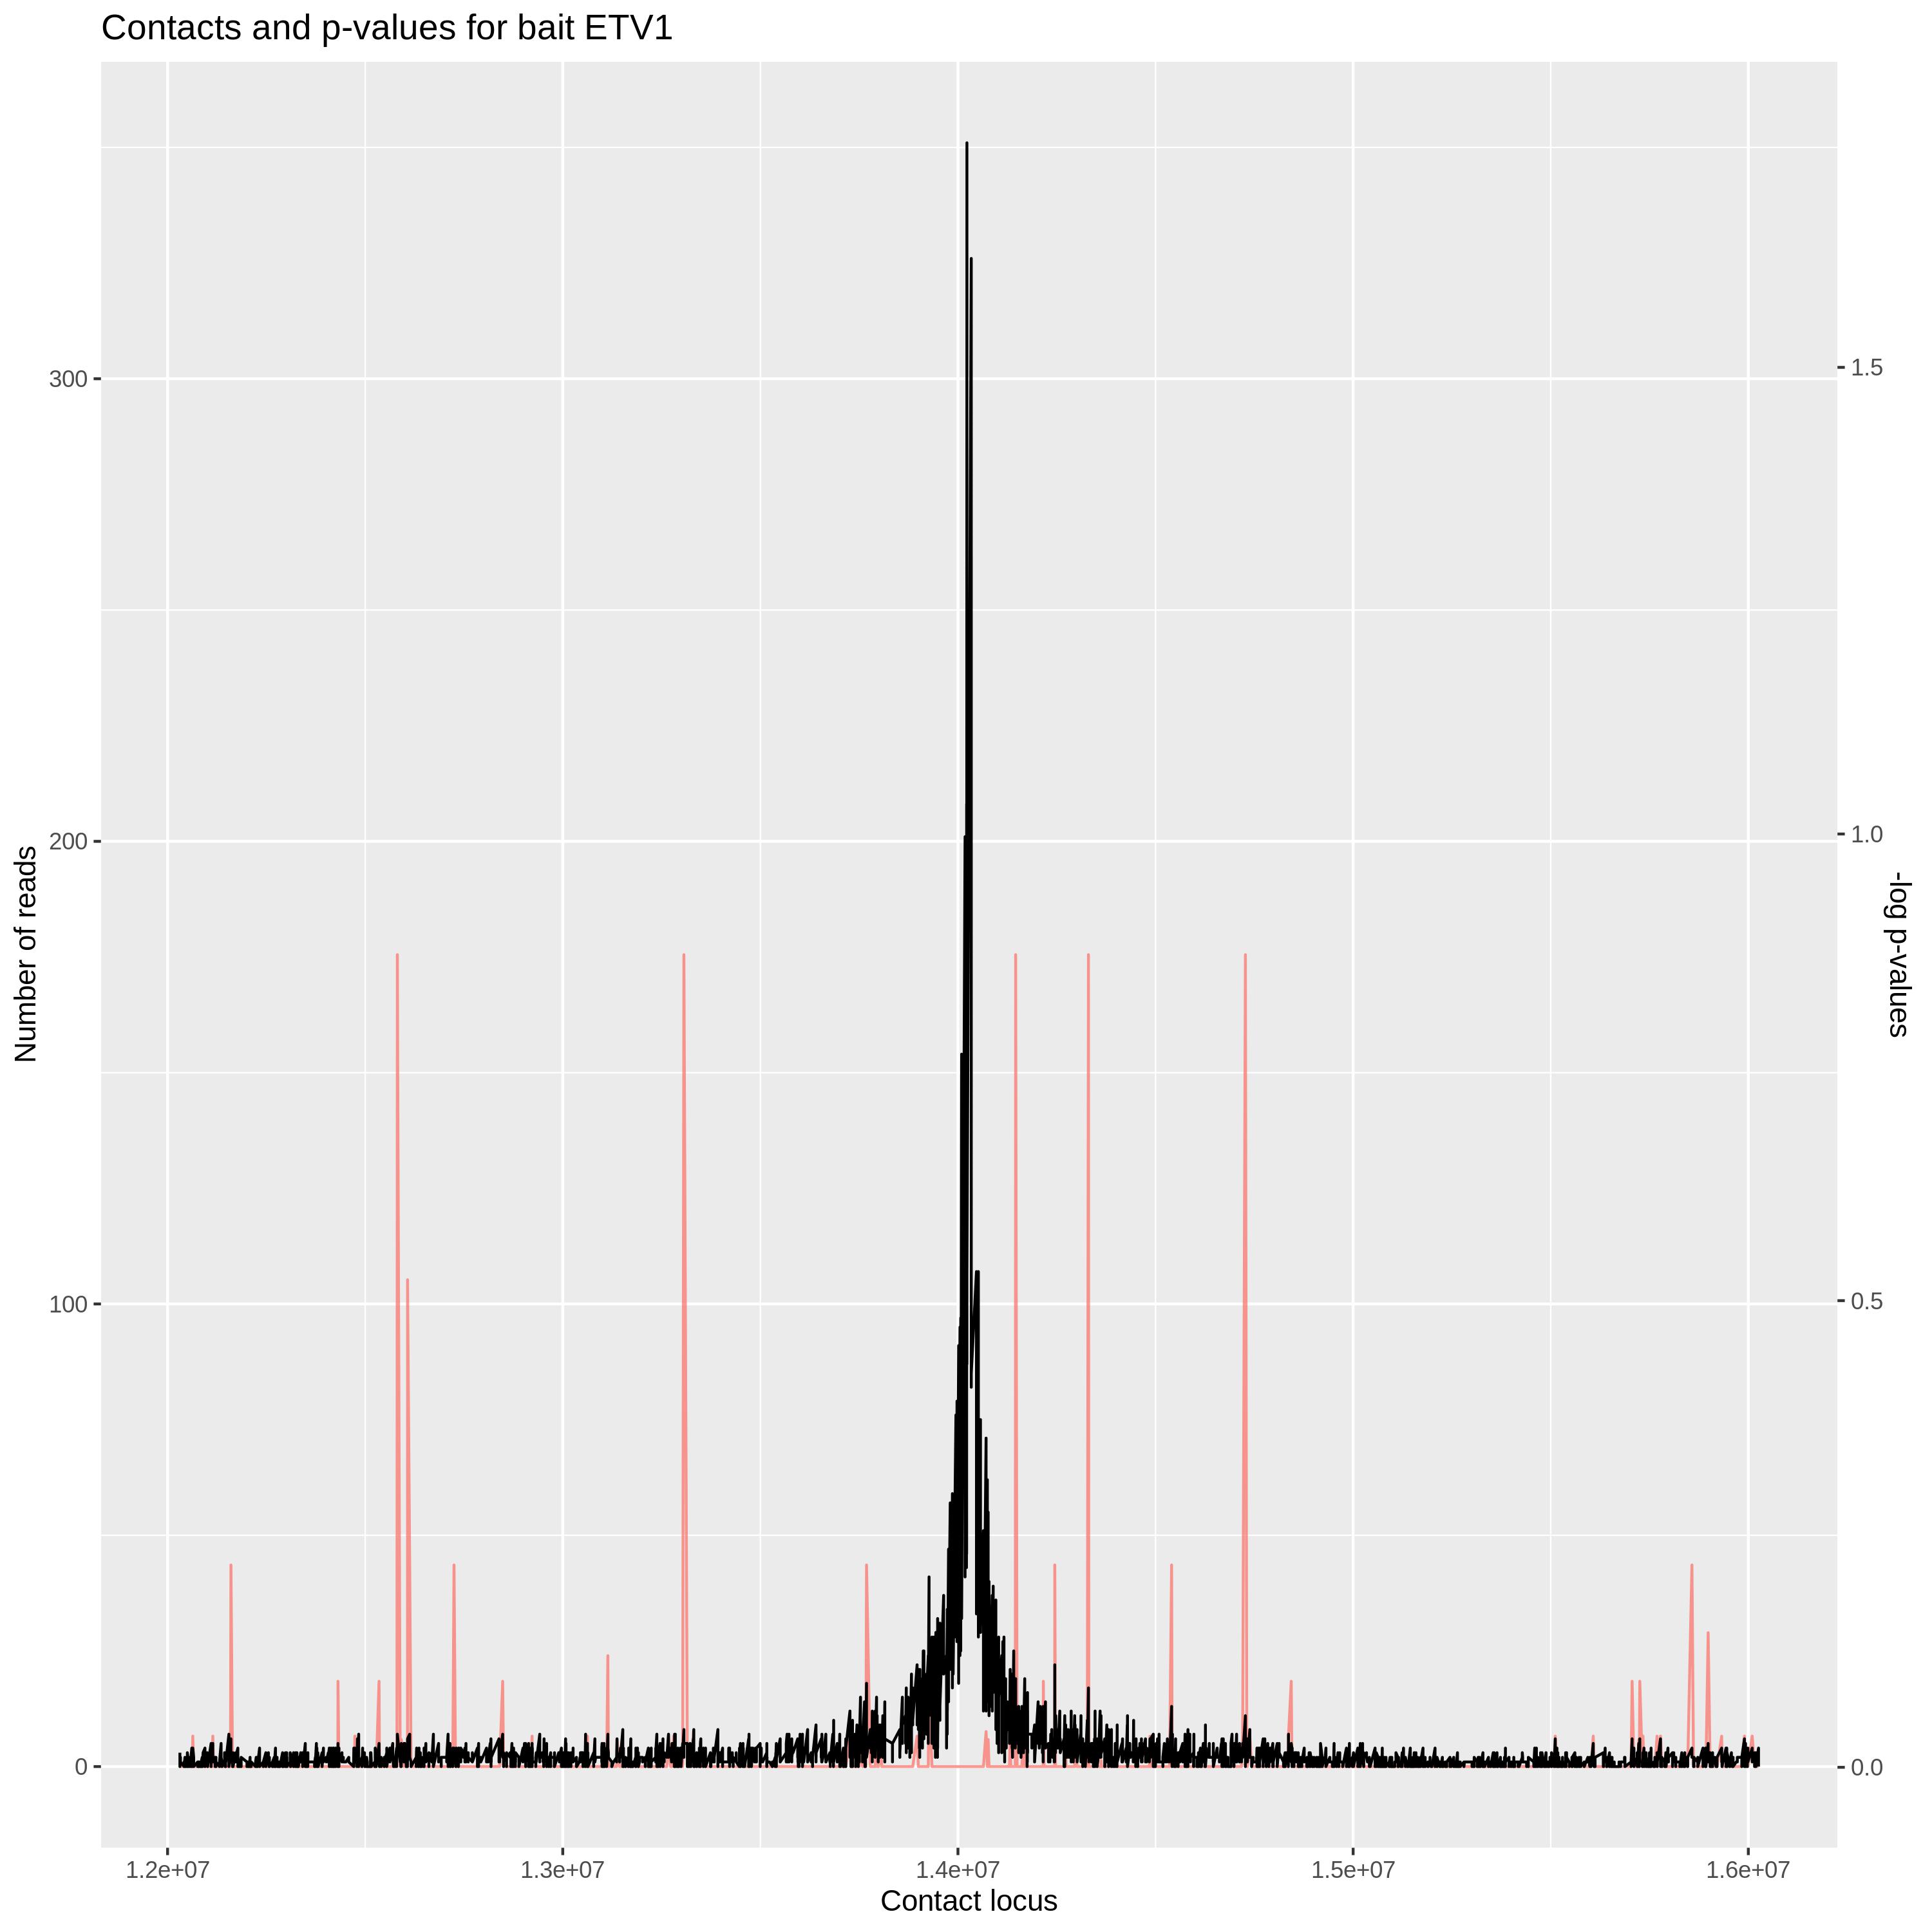 Contacts and p-values for bait ETV1
Number of reads
300
200
100
0
1.5
1.0
0.5
0.0
-log p-values
1.2e+07
1.3e+07
1.4e+07
1.5e+07
1.6e+07
Contact locus